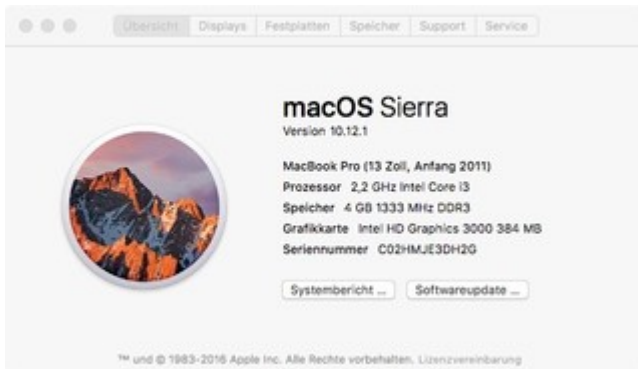 Übersicht Displays Festplatten Speicher Support Service
macOS Sierra
Version 10.12.1
MacBook Pro (13 Zoll, Anfang 2011)
Prozessor 2,2 GHz Intel Core i3
Speicher 4 GB 1333 MHz DDR3
Grafikkarte Intel HD Graphics 3000 384 MB
Seriennummer C02HMJE3DH2G
Systembericht ... Softwareupdate ...
™ und © 1983-2016 Apple Inc. Alle Rechte vorbehalten. Lizenzvereinbarung